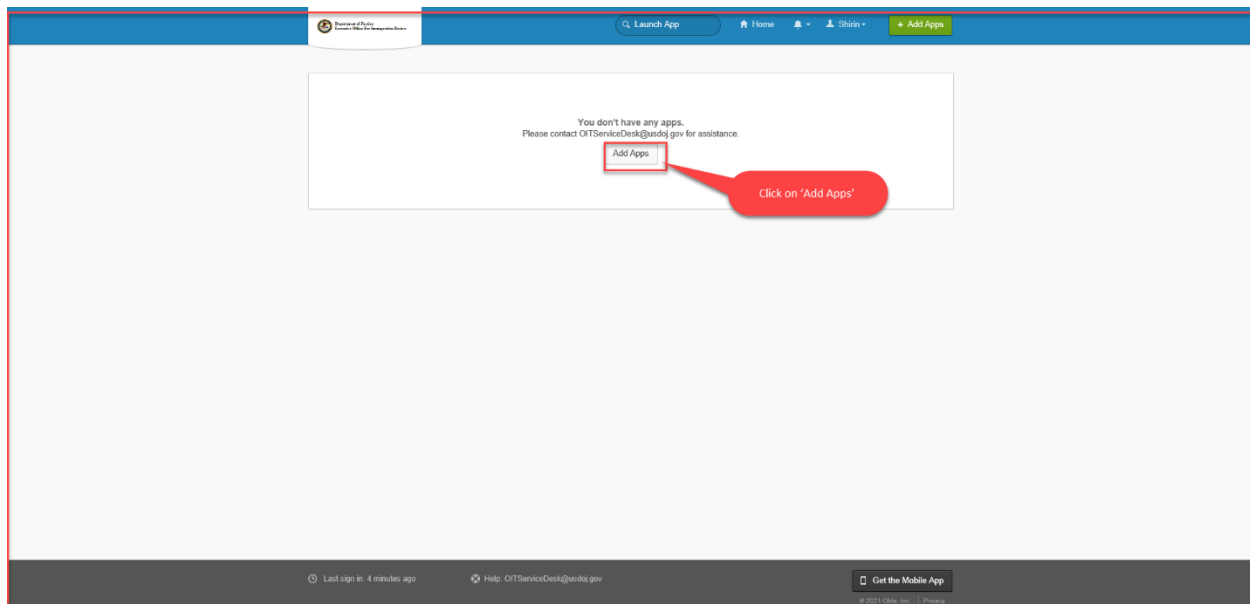 Department of Justice
Executive Office For Immigration Review
Launch App
Home
Shirin
+ Add Apps
You don't have any apps.
Please contact OITServiceDesk@usdoj.gov for assistance.
Add Apps
Click on ‘Add Apps’
Last sign in: 4 minutes ago
Help: OITServiceDesk@usdoj.gov
Get the Mobile App
© 2021 Okta, Inc. | Privacy